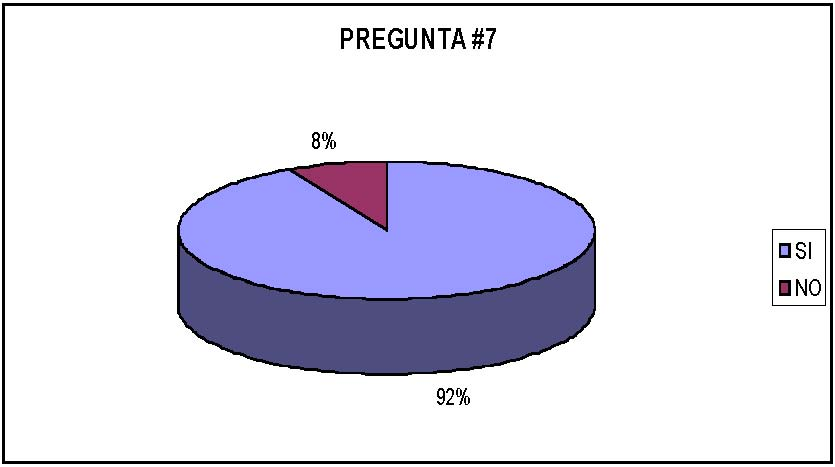 PREGUNTA #7
8%
SI
NO
92%